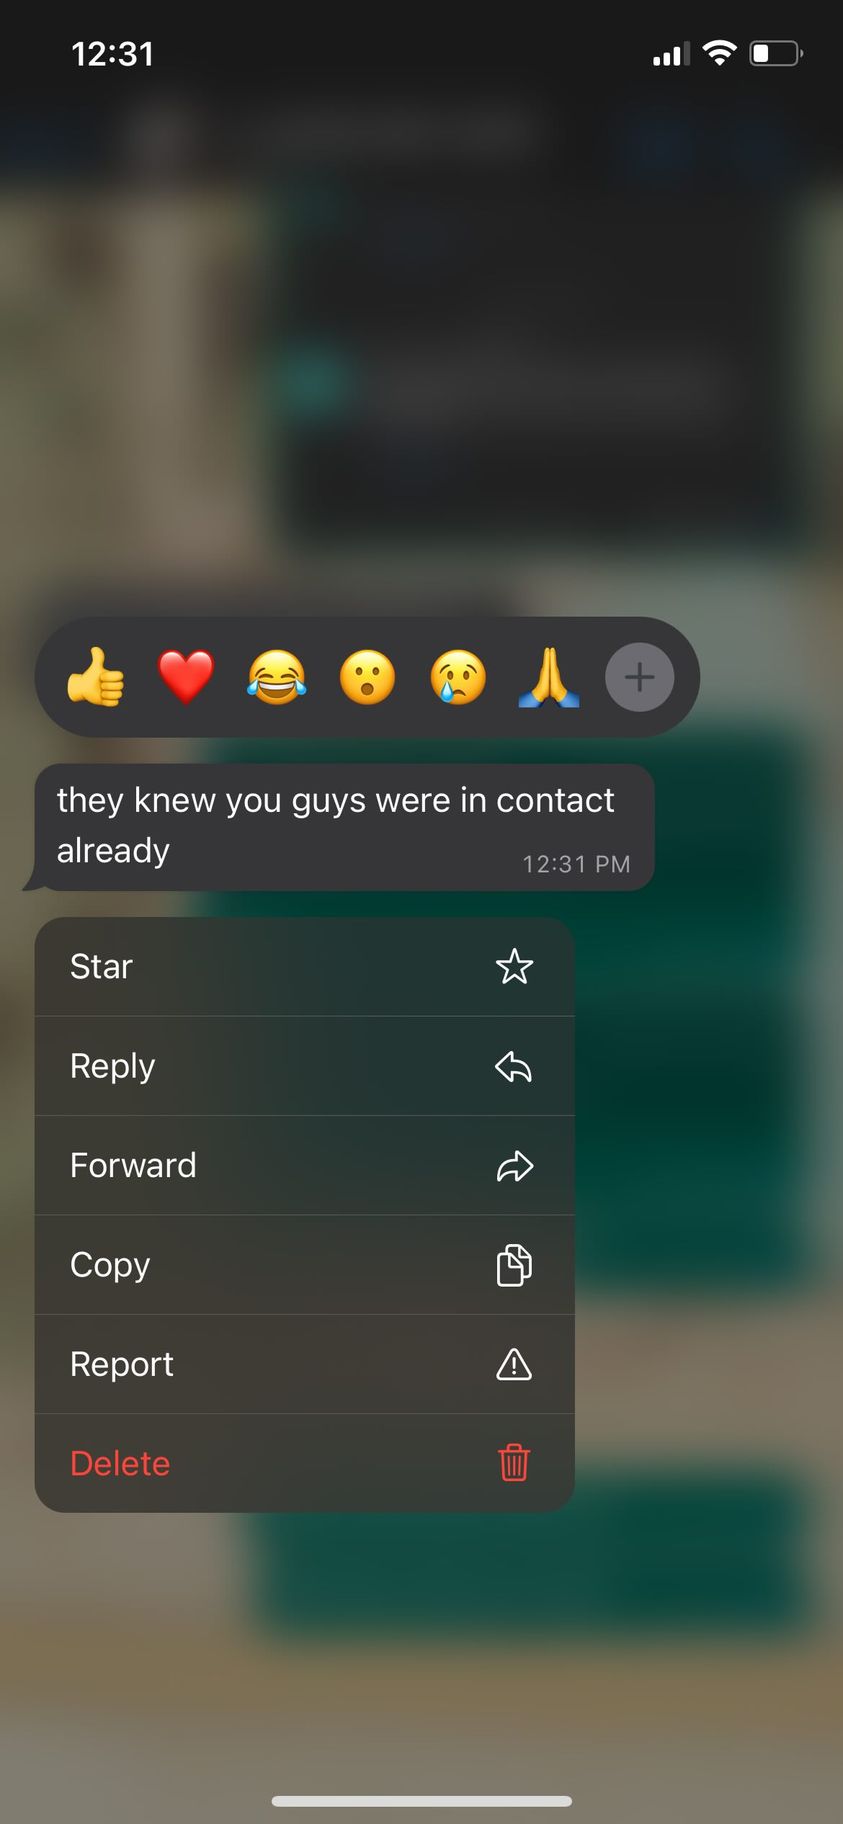 12:31
they knew you guys were in contact
already
12:31 PM
Star
Reply
Forward
Copy
Report
Delete